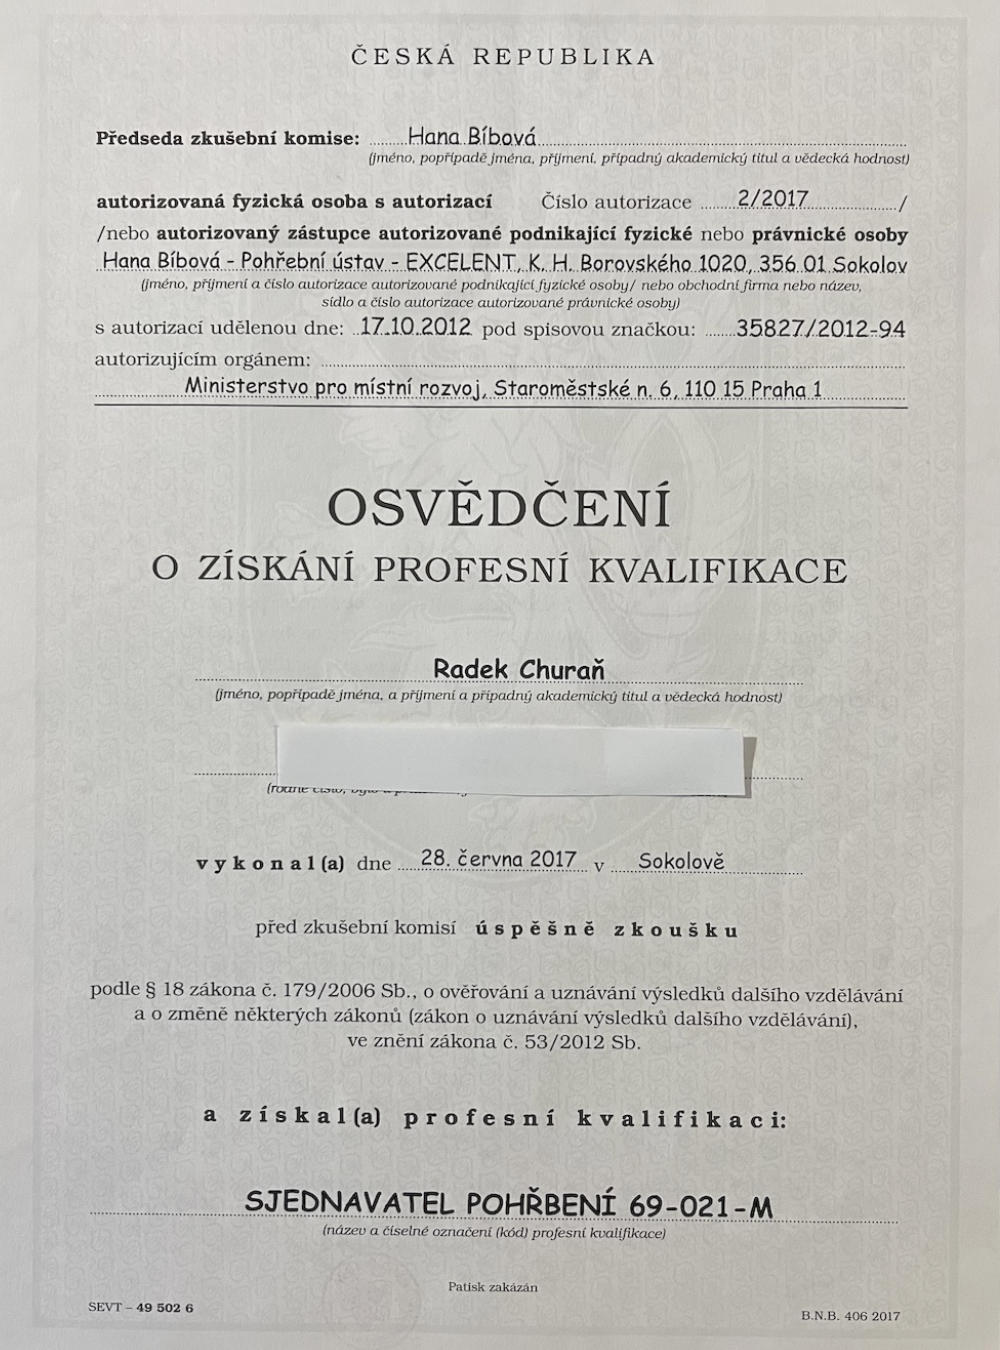 ČESKÁ REPUBLIKA
Předseda zkušební komise: Hana Bíbová
(jméno, popřípadě jména, příjmení, případný akademický titul a vědecká hodnost)
autorizovaná fyzická osoba s autorizací Číslo autorizace 2/2017 /
/nebo autorizovaný zástupce autorizované podnikající fyzické nebo právnické osoby
Hana Bíbová - Pohřební ústav - EXCELENT, K. H. Borovského 1020, 356 01 Sokolov
(jméno, příjmení a číslo autorizace autorizované podnikající fyzické osoby/ nebo obchodní firma nebo název,
sídlo a číslo autorizace autorizované právnické osoby)
s autorizací udělenou dne: 17.10.2012 pod spisovou značkou: 35827/2012-94
autorizujícím orgánem:
Ministerstvo pro místní rozvoj, Staroměstské n. 6, 110 15 Praha 1
OSVĚDČENÍ
O ZÍSKÁNÍ PROFESNÍ KVALIFIKACE
Radek Churaň
(jméno, popřípadě jména, a příjmení a případný akademický titul a vědecká hodnost)
vykonal(a) dne 28. června 2017 v Sokolově
před zkušební komisí úspěšně zkoušku
podle § 18 zákona č. 179/2006 Sb., o ověřování a uznávání výsledků dalšího vzdělávání
a o změně některých zákonů (zákon o uznávání výsledků dalšího vzdělávání),
ve znění zákona č. 53/2012 Sb.
a získal(a) profesní kvalifikaci:
SJEDNAVATEL POHŘBENÍ 69-021-M
(název a číselné označení (kód) profesní kvalifikace)
Patisk zakázán
SEVT – 49 502 6
B.N.B. 406 2017